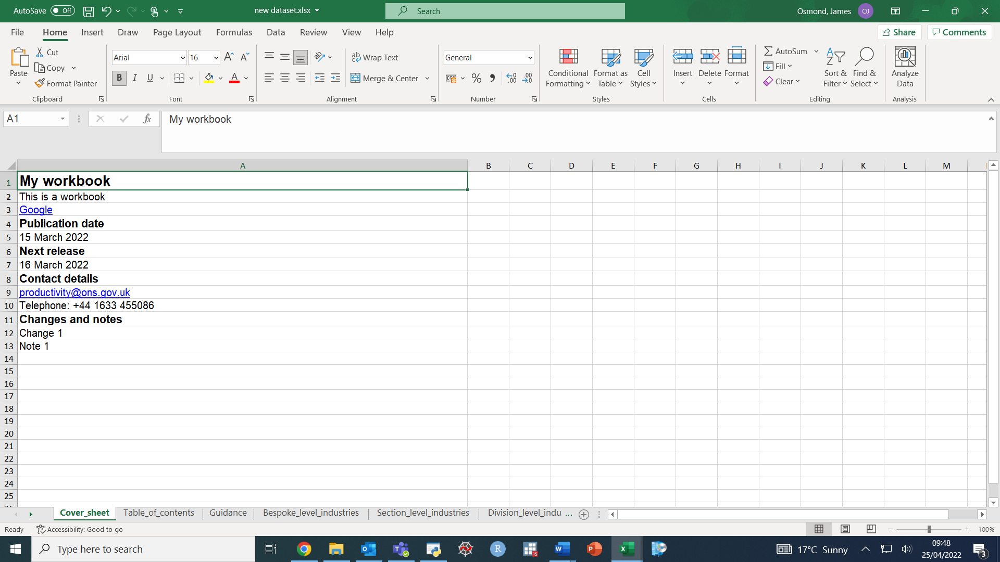 AutoSave Off new dataset.xlsx Search Osmond, James OJ
File Home Insert Draw Page Layout Formulas Data Review View Help Share Comments
Paste Cut Copy Format Painter Clipboard
Arial 16 A A B I U A Font
ab Wrap Text Merge & Center Alignment
General % Number
Conditional Formatting Format as Table Cell Styles Styles
Insert Delete Format Cells
AutoSum Fill Clear Sort & Filter Find & Select Editing
Analyze Data Analysis
A1 fx My workbook
A B C D E F G H I J K L M
1 My workbook
2 This is a workbook
3 Google
4 Publication date
5 15 March 2022
6 Next release
7 16 March 2022
8 Contact details
9 productivity@ons.gov.uk
10 Telephone: +44 1633 455086
11 Changes and notes
12 Change 1
13 Note 1
14
15
16
17
18
19
20
21
22
23
24
25
Cover_sheet Table_of_contents Guidance Bespoke_level_industries Section_level_industries Division_level_indu ...
Ready Accessibility: Good to go 100%
Type here to search 17°C Sunny 09:48
25/04/2022 3